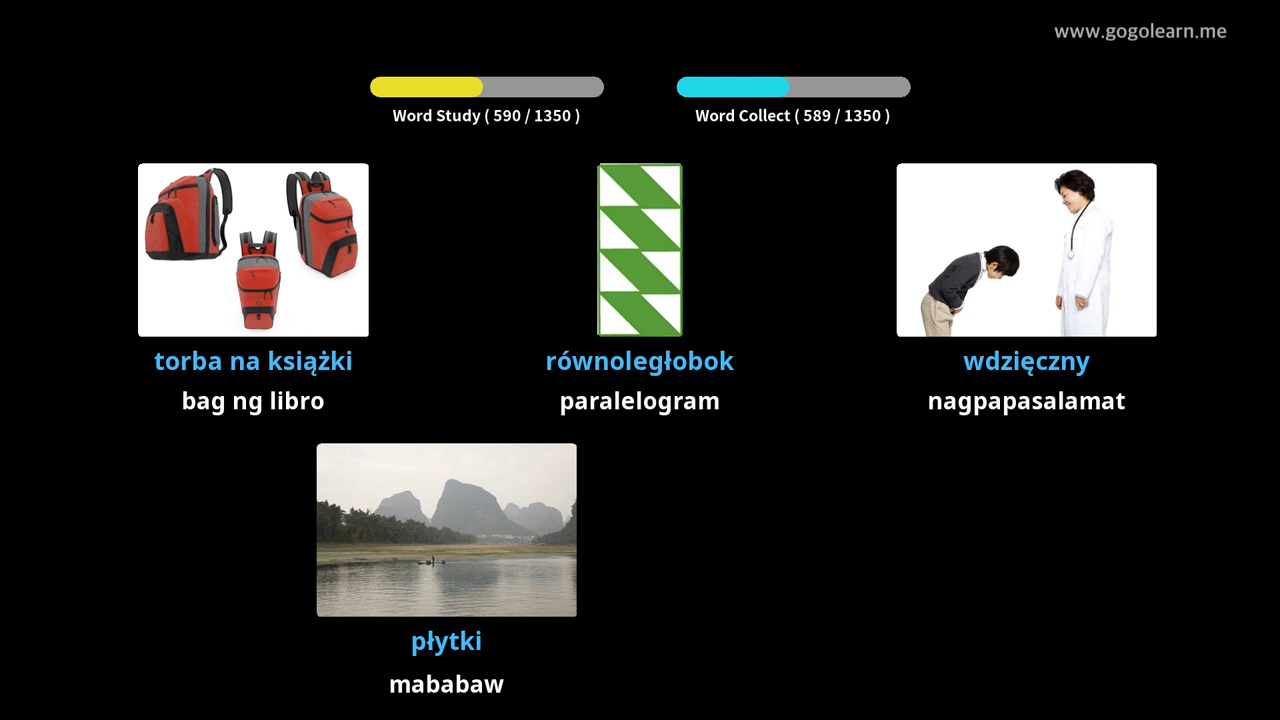 www.gogolearn.me
Word Study ( 590 / 1350 )
Word Collect ( 589 / 1350 )
torba na książki
bag ng libro
równoległobok
paralelogram
wdzięczny
nagpapasalamat
płytki
mababaw